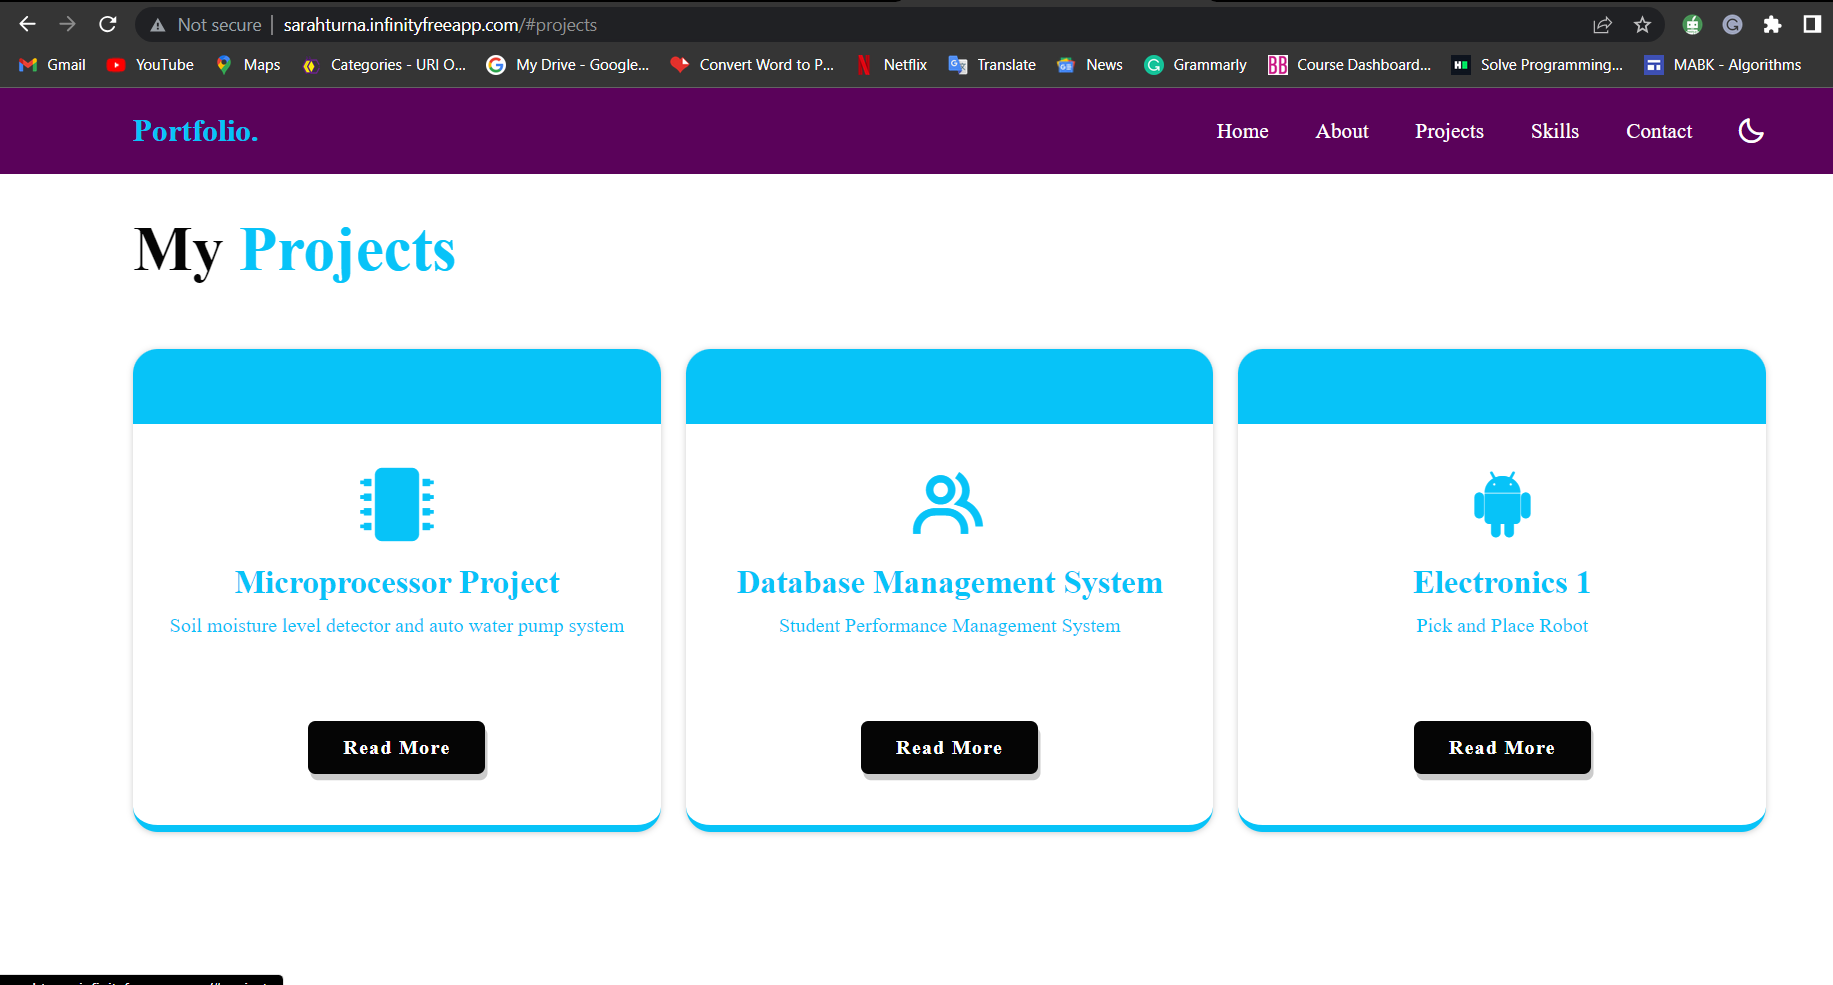 Not secure | sarahturna.infinityfreeapp.com/#projects
Gmail YouTube Maps Categories - URI O... My Drive - Google... Convert Word to P... Netflix Translate News Grammarly BB Course Dashboard... H Solve Programming... MABK - Algorithms
Portfolio. Home About Projects Skills Contact
My Projects
Microprocessor Project
Soil moisture level detector and auto water pump system
Read More
Database Management System
Student Performance Management System
Read More
Electronics 1
Pick and Place Robot
Read More